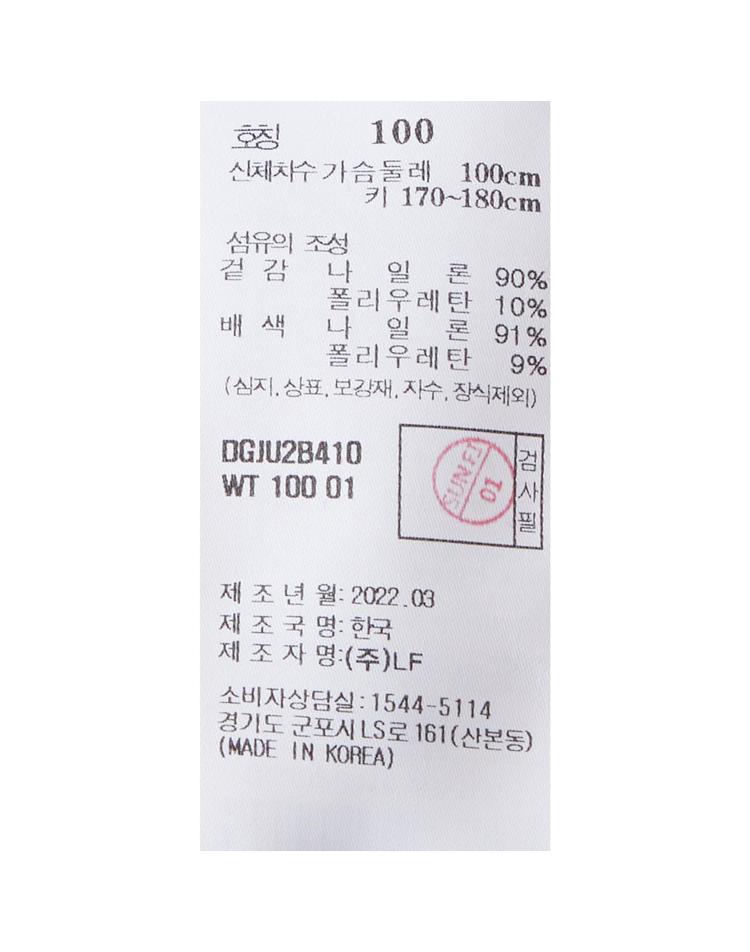 호칭 100
신체치수 가슴둘레 100cm
키 170~180cm
섬유의 조성
겉감 나일론 90%
폴리우레탄 10%
배색 나일론 91%
폴리우레탄 9%
(심지, 상표, 보강재, 자수, 장식제외)
DGJU2B410
WT 100 01
검사필
01
제조년월: 2022.03
제조국명: 한국
제조자명:(주)LF
소비자상담실:1544-5114
경기도 군포시 LS로 161(산본동)
(MADE IN KOREA)